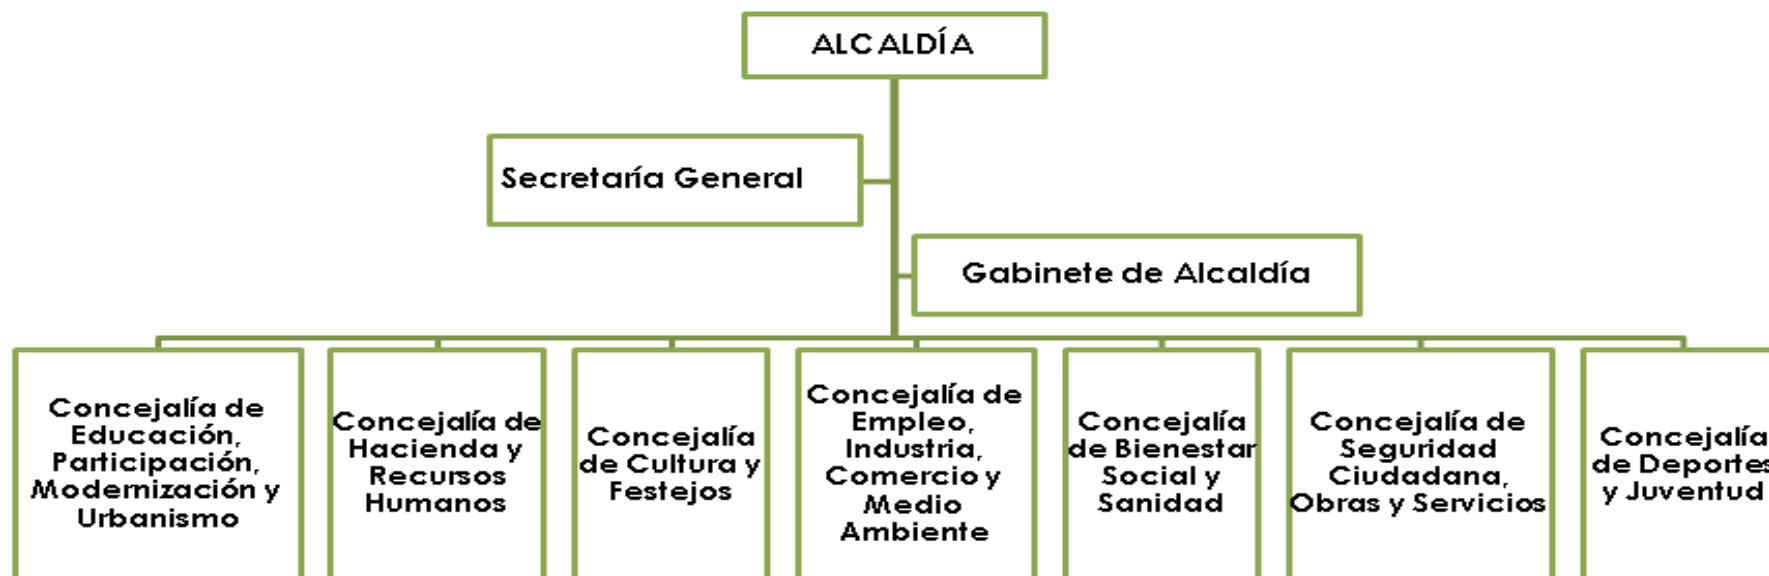 ALCALDÍA
Secretaría General
Gabinete de Alcaldía
Concejalía de
Educación,
Participación,
Modernización y
Urbanismo
Concejalía de
Hacienda y
Recursos
Humanos
Concejalía
de Cultura y
Festejos
Concejalía de
Empleo,
Industria,
Comercio y
Medio
Ambiente
Concejalía
de Bienestar
Social y
Sanidad
Concejalía de
Seguridad
Ciudadana,
Obras y Servicios
Concejalía
de Deportes
y Juventud